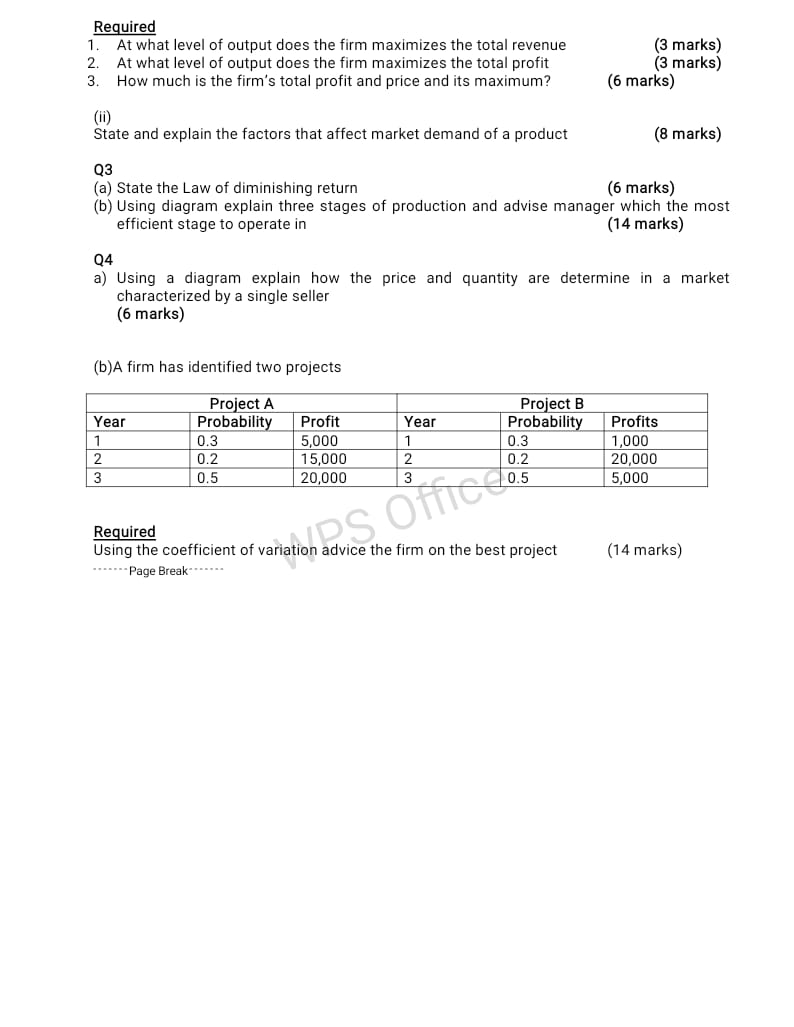 Required
1. At what level of output does the firm maximizes the total revenue (3 marks)
2. At what level of output does the firm maximizes the total profit (3 marks)
3. How much is the firm's total profit and price and its maximum? (6 marks)
(ii)
State and explain the factors that affect market demand of a product (8 marks)
Q3
(a) State the Law of diminishing return (6 marks)
(b) Using diagram explain three stages of production and advise manager which the most
efficient stage to operate in (14 marks)
Q4
a) Using a diagram explain how the price and quantity are determine in a market
characterized by a single seller
(6 marks)
(b)A firm has identified two projects
Project A Project B
Year Probability Profit Year Probability Profits
1 0.3 5,000 1 0.3 1,000
2 0.2 15,000 2 0.2 20,000
3 0.5 20,000 3 0.5 5,000
WPS Office
Required
Using the coefficient of variation advice the firm on the best project (14 marks)
-------Page Break-------